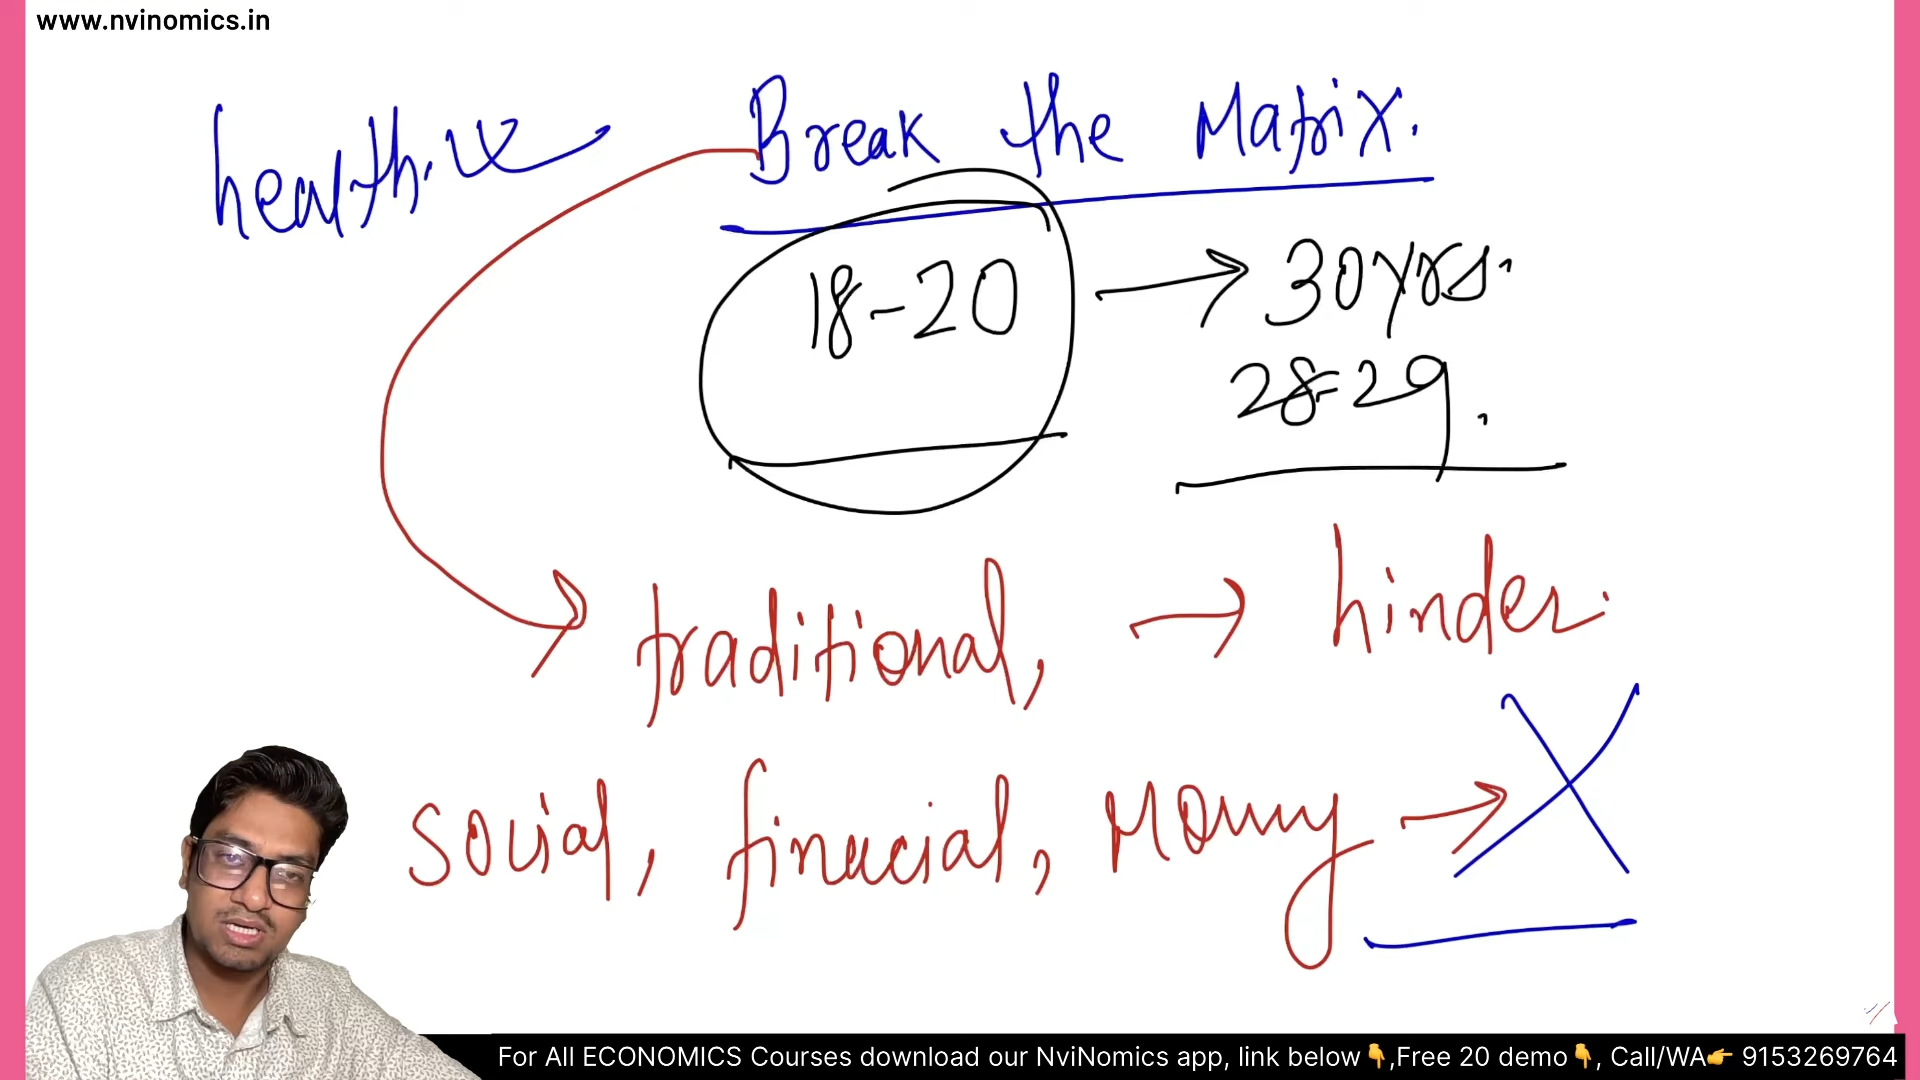 www.nvinomics.in
health. Break the Matrix.
18-20 → 30yrs.
28-29.
traditional, → hinder.
social, finacial, Money → X
For All ECONOMICS Courses download our NviNomics app, link below👇,Free 20 demo👇, Call/WA👉 9153269764